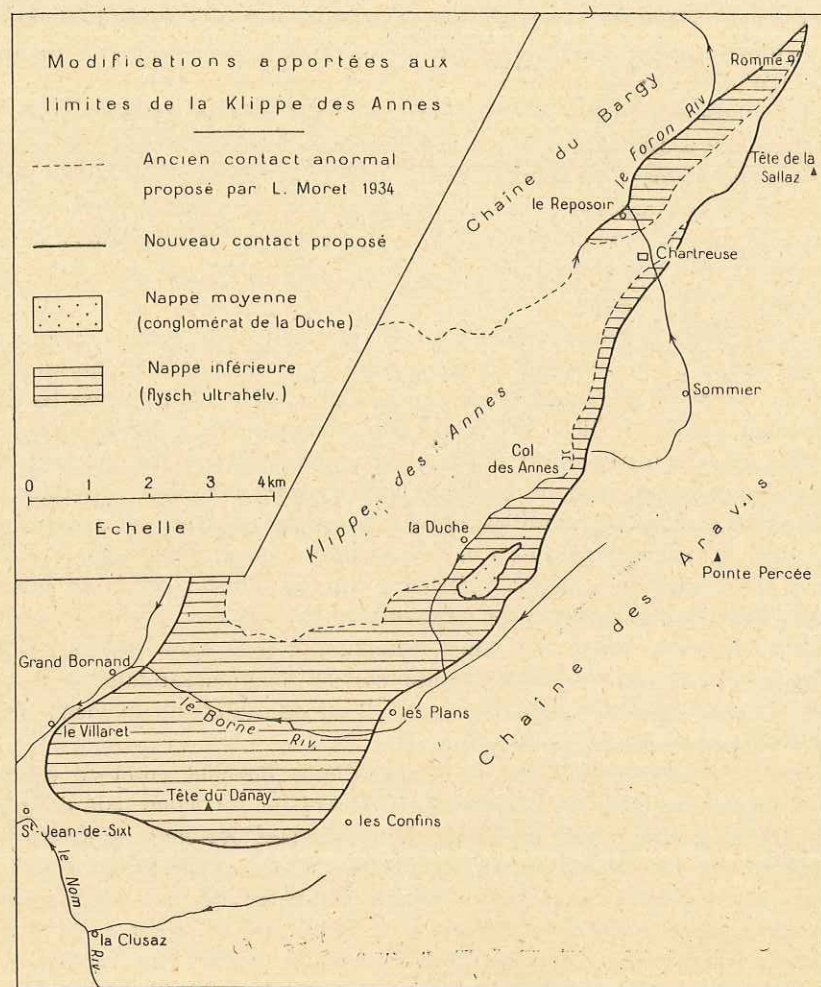 Modifications apportées aux
limites de la Klippe des Annes
Ancien contact anormal
proposé par L. Moret 1934
Nouveau contact proposé
Nappe moyenne
(conglomérat de la Duche)
Nappe inférieure
(flysch ultrahelv.)
0 2 3 4 km
Echelle
Romme
Chaîne du Bargy
le Foron Riv.
Tête de la
Sallaz
le Reposoir
Chartreuse
Sommier
Klippe des Annes
Col
des Annes
la Duche
Pointe Percée
Chaîne des Aravis
Grand Bornand
le Borne
Riv.
les Plans
le Villaret
Tête du Danay
les Confins
St-Jean-de-Sixt
le Nom
Riv.
la Clusaz